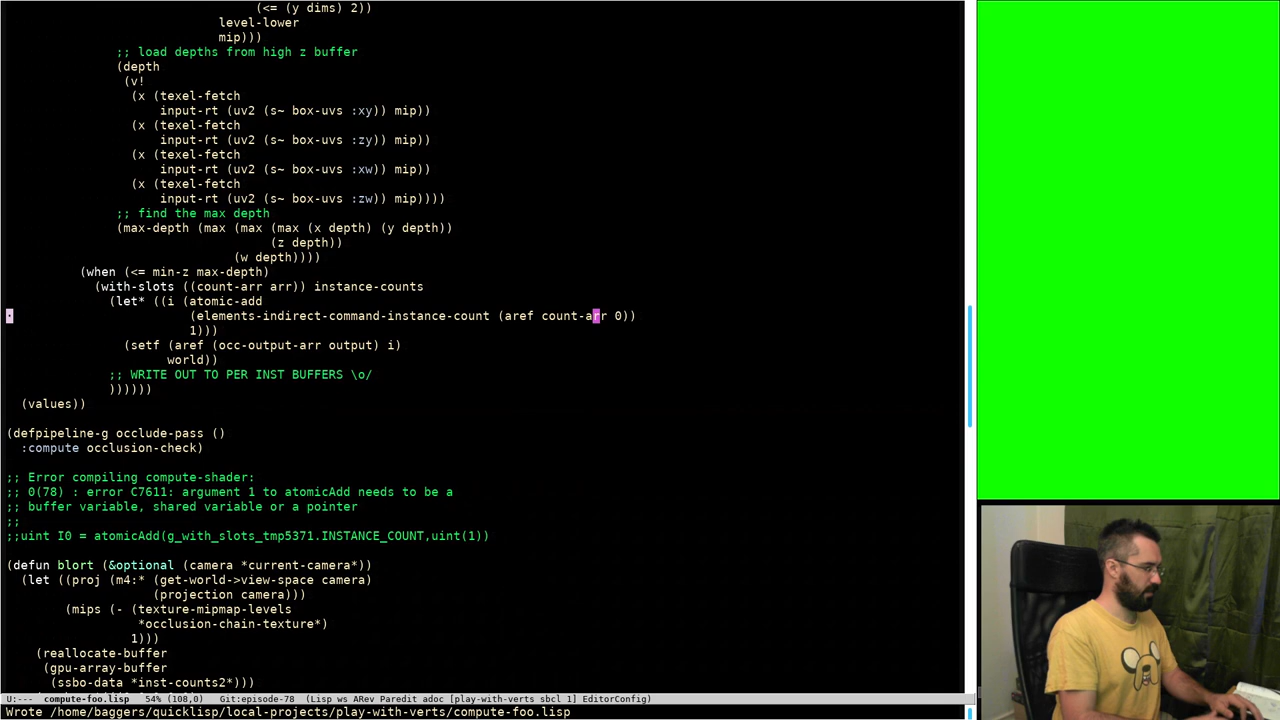 (<= (y dims) 2))
level-lower
mip)))
;; load depths from high z buffer
(depth
(v!
(x (texel-fetch
input-rt (uv2 (s~ box-uvs :xy)) mip))
(x (texel-fetch
input-rt (uv2 (s~ box-uvs :zy)) mip))
(x (texel-fetch
input-rt (uv2 (s~ box-uvs :xw)) mip))
(x (texel-fetch
input-rt (uv2 (s~ box-uvs :zw)) mip))))
;; find the max depth
(max-depth (max (max (max (x depth) (y depth))
(z depth))
(w depth))))
(when (<= min-z max-depth)
(with-slots ((count-arr arr)) instance-counts
(let* ((i (atomic-add
(elements-indirect-command-instance-count (aref count-arr 0))
1)))
(setf (aref (occ-output-arr output) i)
world))
;; WRITE OUT TO PER INST BUFFERS \o/
))))))
(values))
(defpipeline-g occlude-pass ()
:compute occlusion-check)
;; Error compiling compute-shader:
;; 0(78) : error C7611: argument 1 to atomicAdd needs to be a
;; buffer variable, shared variable or a pointer
;;
;;uint I0 = atomicAdd(g_with_slots_tmp5371.INSTANCE_COUNT,uint(1))
(defun blort (&optional (camera *current-camera*))
(let ((proj (m4:* (get-world->view-space camera)
(projection camera)))
(mips (- (texture-mipmap-levels
*occlusion-chain-texture*)
1)))
(reallocate-buffer
(gpu-array-buffer
(ssbo-data *inst-counts2*)))
U:--- compute-foo.lisp 54% (108,0) Git:episode-78 (Lisp ws ARev Paredit adoc [play-with-verts sbcl 1] EditorConfig)
Wrote /home/baggers/quicklisp/local-projects/play-with-verts/compute-foo.lisp